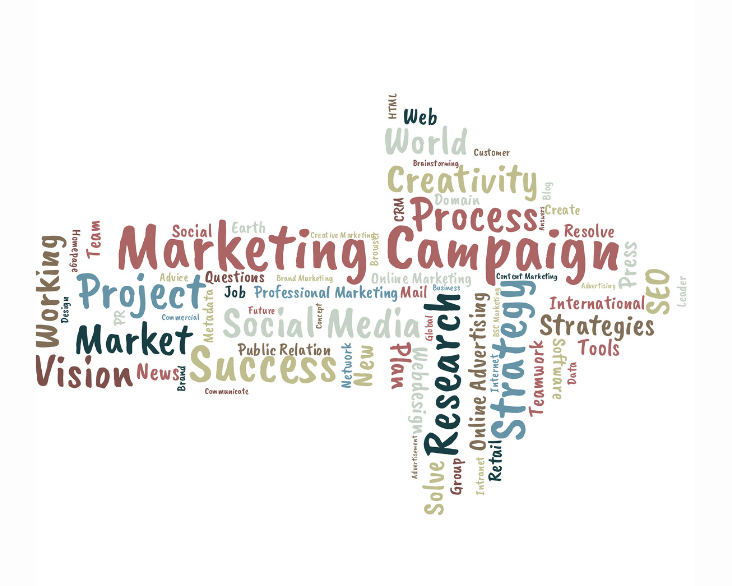 HTML
Web
World
Customer
Brainstorming
Creativity
Blog
Domain
CRM
Process
Answers
Create
Social
Earth
Team
Homepage
Working
Marketing Campaign
Creative Marketing
Browser
Resolve
Press
Advice
Questions
Brand Marketing
Online Marketing
Content Marketing
Advertising
SEO
Leader
Design
Project
Metadata
Job
Professional Marketing
Mail
Business
International
PR
Commercial
Future
Concept
Social Media
Global
Research
Online Advertising
B2C Marketing
Strategy
Strategies
Market
Public Relation
Network
New
Plan
Webdesign
Internet
Teamwork
Software
Tools
Data
Vision
News
Brand
Success
Communicate
Advertisement
Solve
Group
Intranet
Retail